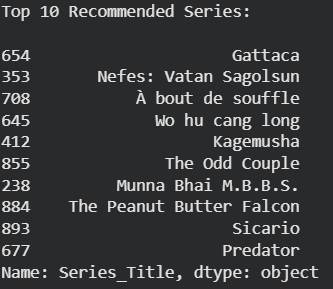 Top 10 Recommended Series:
654 Gattaca
353 Nefes: Vatan Sagolsun
708 À bout de souffle
645 Wo hu cang long
412 Kagemusha
855 The Odd Couple
238 Munna Bhai M.B.B.S.
884 The Peanut Butter Falcon
893 Sicario
677 Predator
Name: Series_Title, dtype: object